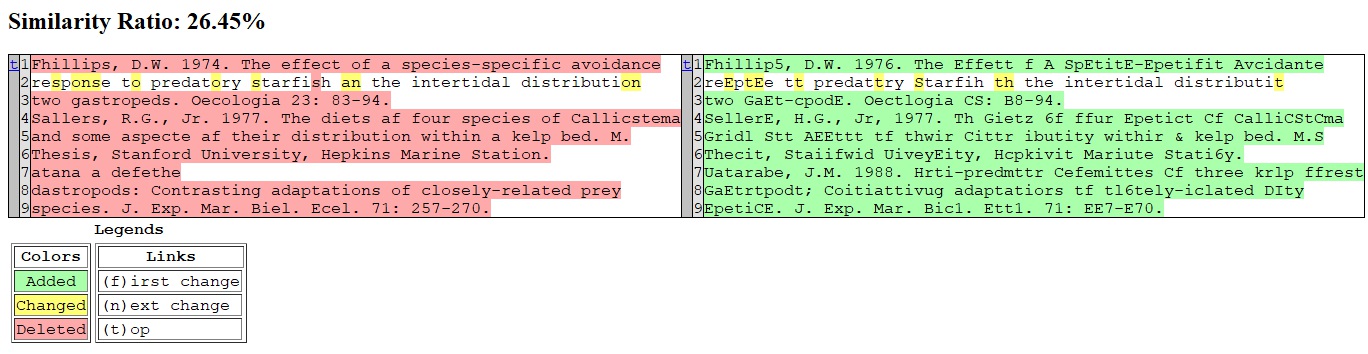 Similarity Ratio: 26.45%
t 1 Fhillips, D.W. 1974. The effect of a species-specific avoidance
2 response to predatory starfish an the intertidal distribution
3 two gastropeds. Oecologia 23: 83-94.
4 Sallers, R.G., Jr. 1977. The diets af four species of Callicstema
5 and some aspecte af their distribution within a kelp bed. M.
6 Thesis, Stanford University, Hepkins Marine Station.
7 atana a defethe
8 dastropods: Contrasting adaptations of closely-related prey
9 species. J. Exp. Mar. Biel. Ecel. 71: 257-270.
t 1 Fhillip5, D.W. 1976. The Effett f A SpEtitE-Epetifit Avcidante
2 reEptEe tt predattry Starfih th the intertidal distributit
3 two GaEt-cpodE. Oectlogia CS: B8-94.
4 SellerE, H.G., Jr, 1977. Th Gietz 6f ffur Epetict Cf CalliCStCma
5 Gridl Stt AEEttt tf thwir Cittr ibutity withir & kelp bed. M.S
6 Thecit, Staiifwid UiveyEity, Hcpkivit Mariute Stati6y.
7 Uatarabe, J.M. 1988. Hrti-predmttr Cefemittes Cf three krlp ffrest
8 GaEtrtpodt; Coitiattivug adaptatiors tf tl6tely-iclated DIty
9 EpetiCE. J. Exp. Mar. Bic1. Ett1. 71: EE7-E70.
Legends
Colors
Added
Changed
Deleted
Links
(f)irst change
(n)ext change
(t)op